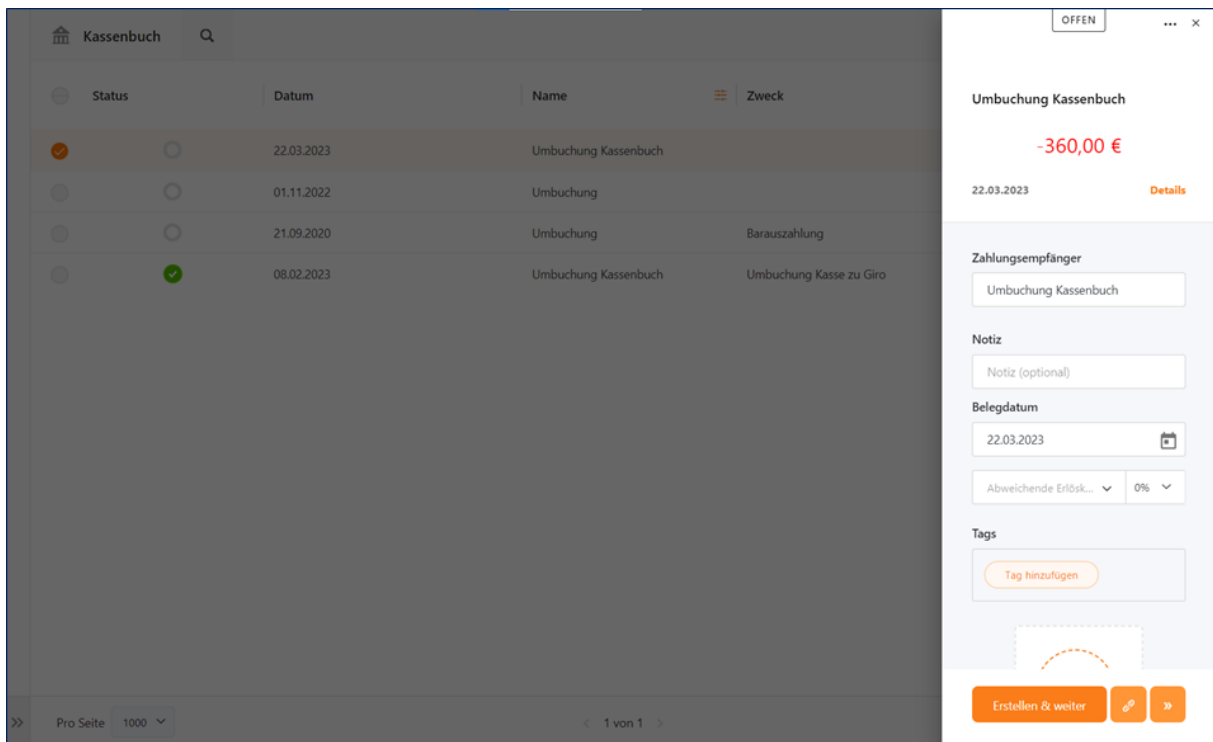 Kassenbuch
Status Datum Name Zweck
22.03.2023 Umbuchung Kassenbuch
01.11.2022 Umbuchung
21.09.2020 Umbuchung Barauszahlung
08.02.2023 Umbuchung Kassenbuch Umbuchung Kasse zu Giro
Pro Seite 1000 < 1 von 1 >
OFFEN ... ×
Umbuchung Kassenbuch
-360,00 €
22.03.2023 Details
Zahlungsempfänger
Umbuchung Kassenbuch
Notiz
Notiz (optional)
Belegdatum
22.03.2023
Abweichende Erlösk... 0%
Tags
Tag hinzufügen
Erstellen & weiter »